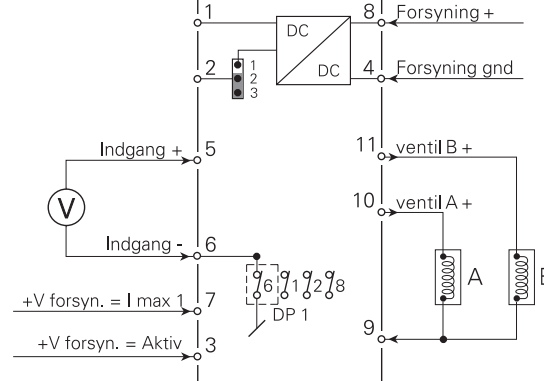 1
8 Forsyning +
DC
2
1
2
3
DC
4 Forsyning gnd
Indgang + 5
11 ventil B +
V
10 ventil A +
Indgang - 6
6 1 2 8
A
B
+V forsyn. = I max 1 7
DP 1
+V forsyn. = Aktiv 3
9